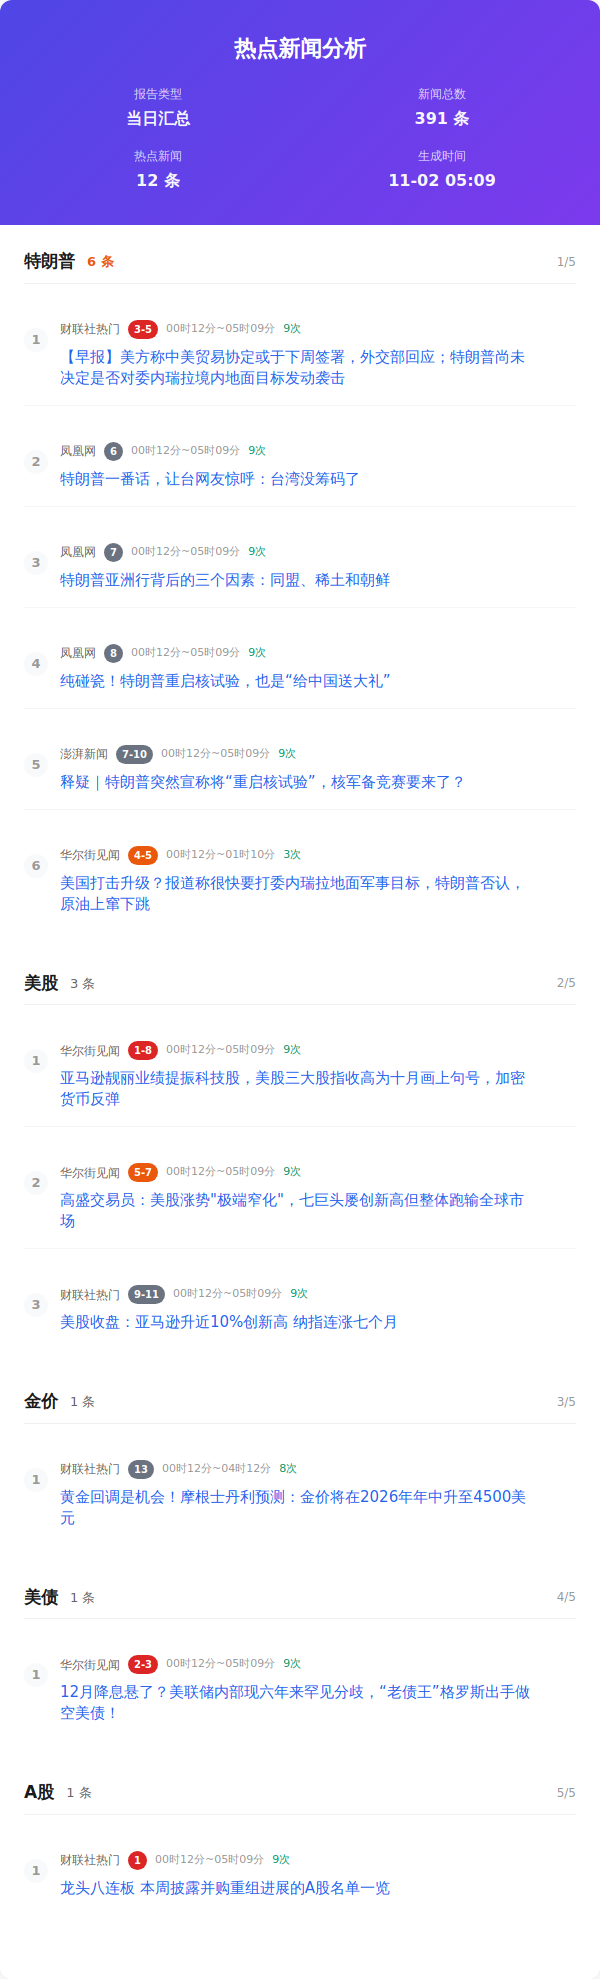 热点新闻分析
报告类型
当日汇总
新闻总数
391 条
热点新闻
12 条
生成时间
11-02 05:09
特朗普 6 条 1/5
1 财联社热门 3-5 00时12分~05时09分 9次
【早报】美方称中美贸易协定或于下周签署，外交部回应；特朗普尚未
决定是否对委内瑞拉境内地面目标发动袭击
2 凤凰网 6 00时12分~05时09分 9次
特朗普一番话，让台网友惊呼：台湾没筹码了
3 凤凰网 7 00时12分~05时09分 9次
特朗普亚洲行背后的三个因素：同盟、稀土和朝鲜
4 凤凰网 8 00时12分~05时09分 9次
纯碰瓷！特朗普重启核试验，也是“给中国送大礼”
5 澎湃新闻 7-10 00时12分~05时09分 9次
释疑｜特朗普突然宣称将“重启核试验”，核军备竞赛要来了？
6 华尔街见闻 4-5 00时12分~01时10分 3次
美国打击升级？报道称很快要打委内瑞拉地面军事目标，特朗普否认，
原油上窜下跳
美股 3 条 2/5
1 华尔街见闻 1-8 00时12分~05时09分 9次
亚马逊靓丽业绩提振科技股，美股三大股指收高为十月画上句号，加密
货币反弹
2 华尔街见闻 5-7 00时12分~05时09分 9次
高盛交易员：美股涨势"极端窄化"，七巨头屡创新高但整体跑输全球市
场
3 财联社热门 9-11 00时12分~05时09分 9次
美股收盘：亚马逊升近10%创新高 纳指连涨七个月
金价 1 条 3/5
1 财联社热门 13 00时12分~04时12分 8次
黄金回调是机会！摩根士丹利预测：金价将在2026年年中升至4500美
元
美债 1 条 4/5
1 华尔街见闻 2-3 00时12分~05时09分 9次
12月降息悬了？美联储内部现六年来罕见分歧，“老债王”格罗斯出手做
空美债！
A股 1 条 5/5
1 财联社热门 1 00时12分~05时09分 9次
龙头八连板 本周披露并购重组进展的A股名单一览